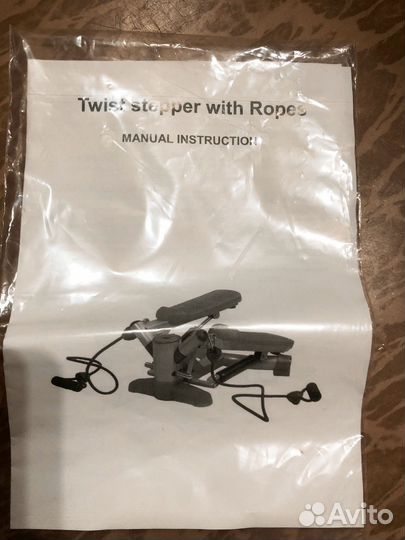 Twist stepper with Ropes
MANUAL INSTRUCTION
Avito